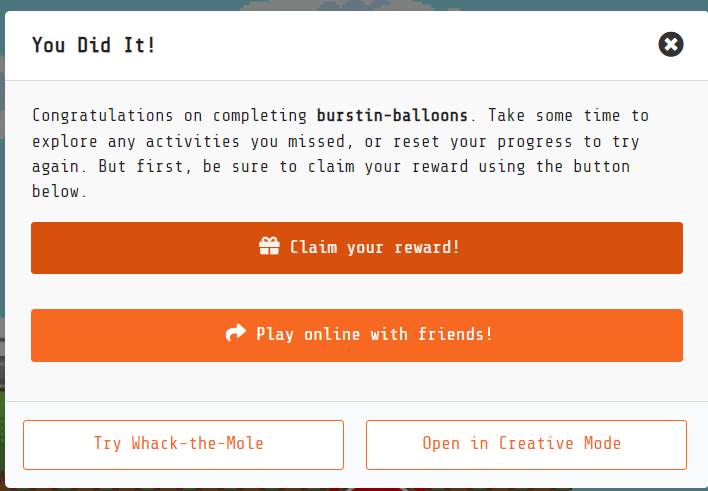 You Did It!
Congratulations on completing burstin-balloons. Take some time to
explore any activities you missed, or reset your progress to try
again. But first, be sure to claim your reward using the button
below.
Claim your reward!
Play online with friends!
Try Whack-the-Mole
Open in Creative Mode